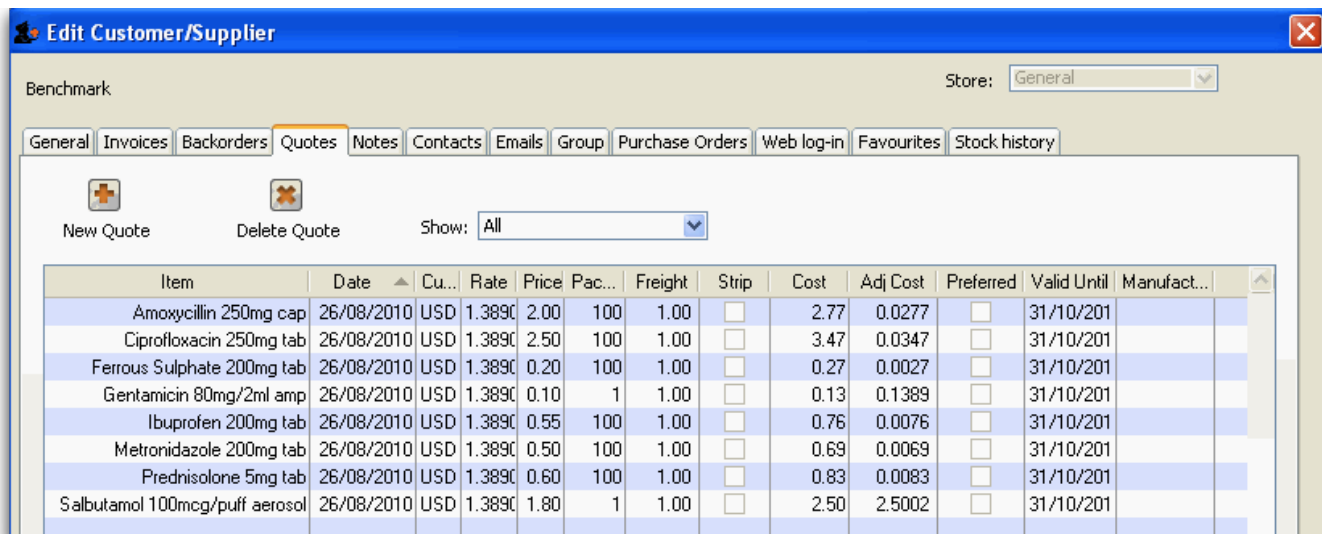 Edit Customer/Supplier
Benchmark Store: General
General Invoices Backorders Quotes Notes Contacts Emails Group Purchase Orders Web log-in Favourites Stock history
New Quote Delete Quote Show: All
Item Date Cu... Rate Price Pac... Freight Strip Cost Adj Cost Preferred Valid Until Manufact...
Amoxycillin 250mg cap 26/08/2010 USD 1.3890 2.00 100 1.00 2.77 0.0277 31/10/201
Ciprofloxacin 250mg tab 26/08/2010 USD 1.3890 2.50 100 1.00 3.47 0.0347 31/10/201
Ferrous Sulphate 200mg tab 26/08/2010 USD 1.3890 0.20 100 1.00 0.27 0.0027 31/10/201
Gentamicin 80mg/2ml amp 26/08/2010 USD 1.3890 0.10 1 1.00 0.13 0.1389 31/10/201
Ibuprofen 200mg tab 26/08/2010 USD 1.3890 0.55 100 1.00 0.76 0.0076 31/10/201
Metronidazole 200mg tab 26/08/2010 USD 1.3890 0.50 100 1.00 0.69 0.0069 31/10/201
Prednisolone 5mg tab 26/08/2010 USD 1.3890 0.60 100 1.00 0.83 0.0083 31/10/201
Salbutamol 100mcg/puff aerosol 26/08/2010 USD 1.3890 1.80 1 1.00 2.50 2.5002 31/10/201